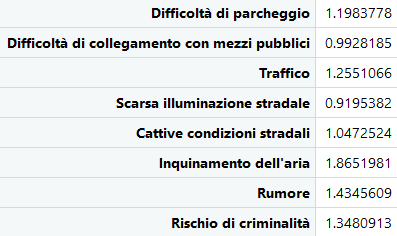 Difficoltà di parcheggio 1.1983778
Difficoltà di collegamento con mezzi pubblici 0.9928185
Traffico 1.2551066
Scarsa illuminazione stradale 0.9195382
Cattive condizioni stradali 1.0472524
Inquinamento dell'aria 1.8651981
Rumore 1.4345609
Rischio di criminalità 1.3480913